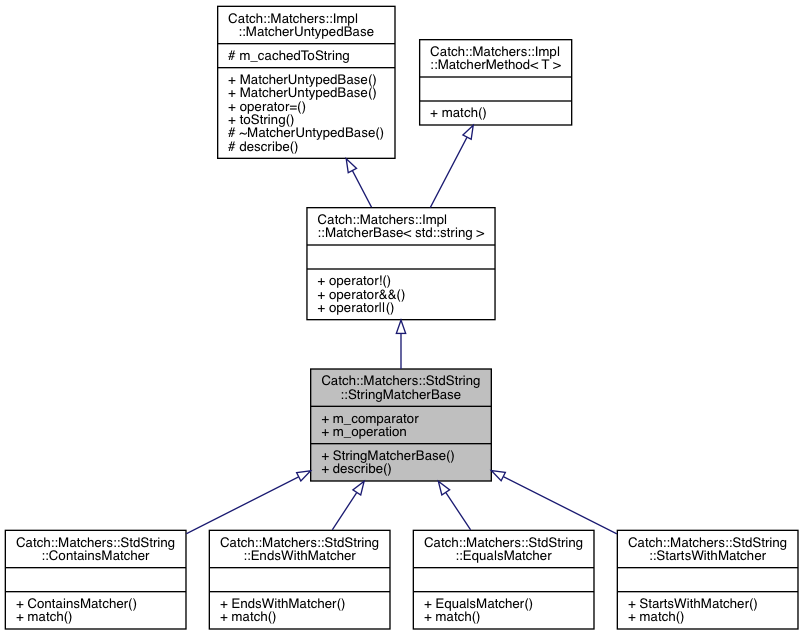 Catch::Matchers::Impl
::MatcherUntypedBase
# m_cachedToString
+ MatcherUntypedBase()
+ MatcherUntypedBase()
+ operator=()
+ toString()
# ~MatcherUntypedBase()
# describe()
Catch::Matchers::Impl
::MatcherMethod< T >
+ match()
Catch::Matchers::Impl
::MatcherBase< std::string >
+ operator!()
+ operator&&()
+ operator||()
Catch::Matchers::StdString
::StringMatcherBase
+ m_comparator
+ m_operation
+ StringMatcherBase()
+ describe()
Catch::Matchers::StdString
::ContainsMatcher
+ ContainsMatcher()
+ match()
Catch::Matchers::StdString
::EndsWithMatcher
+ EndsWithMatcher()
+ match()
Catch::Matchers::StdString
::EqualsMatcher
+ EqualsMatcher()
+ match()
Catch::Matchers::StdString
::StartsWithMatcher
+ StartsWithMatcher()
+ match()